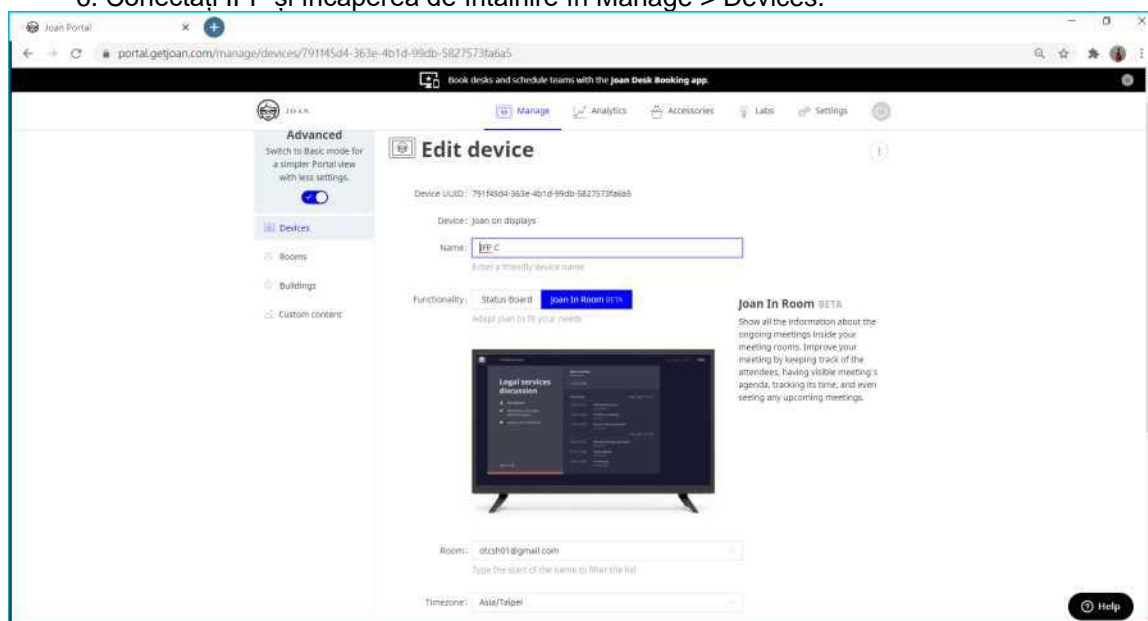 6. Conectați IFP și încăperea de întâlnire în Manage > Devices.
Joan Portal
portal.getjoan.com/manage/devices/791f45d4-363e-4b1d-99db-5827573fa6a5
Book desks and schedule teams with the Joan Desk Booking app.
JOAN
Manage
Analytics
Accessories
Labs
Settings
Advanced
Switch to Basic mode for
a simpler Portal view
with less settings.
Devices
Rooms
Buildings
Custom content
Edit device
Device UUID: 791f45d4-363e-4b1d-99db-5827573fa6a5
Device: Joan on displays
Name: IFP C
Enter a friendly device name
Functionality: Status Board Joan In Room BETA
Adapt Joan to fit your needs
Legal services
discussion
Joan In Room BETA
Show all the information about the
ongoing meetings inside your
meeting rooms. Improve your
meeting by keeping track of the
attendees, having visible meeting's
agenda, tracking its time, and even
seeing any upcoming meetings.
Room: otcsh01@gmail.com
Type the start of the name to filter the list
Timezone: Asia/Taipei
Help